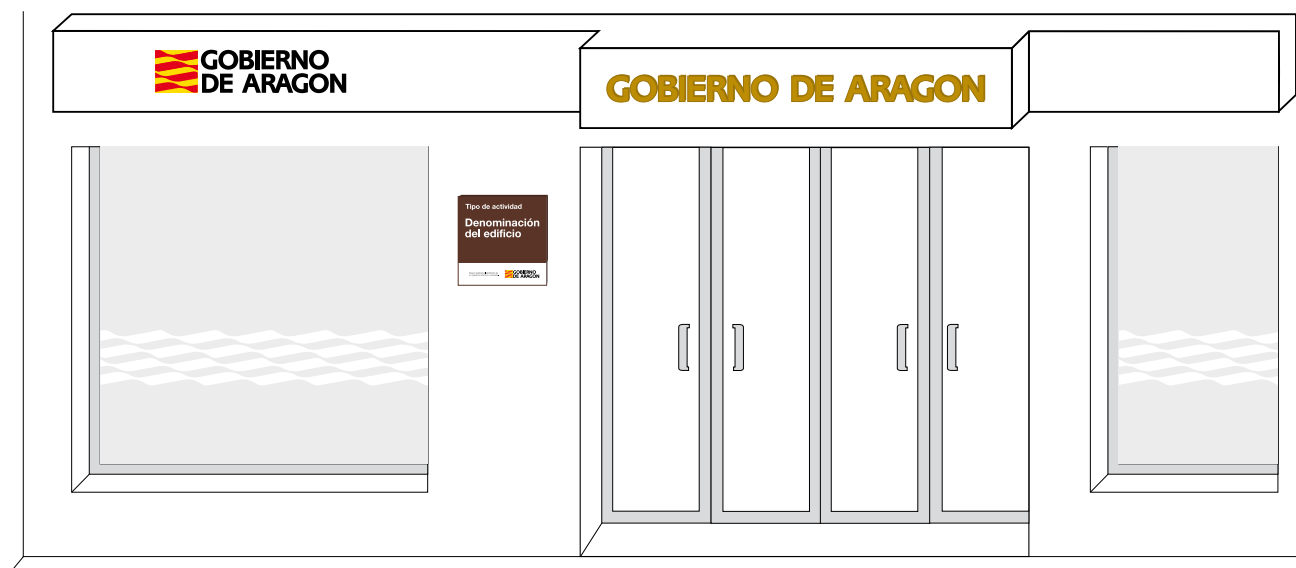 GOBIERNO
DE ARAGON
GOBIERNO DE ARAGON
Tipo de actividad
Denominación
del edificio
GOBIERNO
DE ARAGON